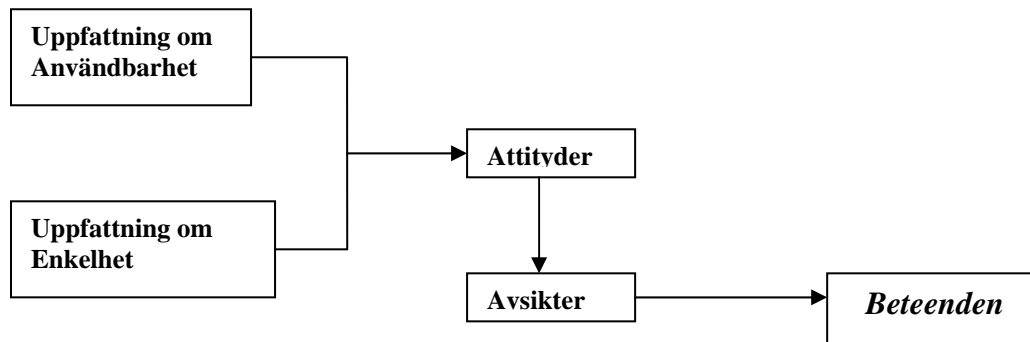 Uppfattning om
Användbarhet
Attityder
Uppfattning om
Enkelhet
Avsikter
Beteenden